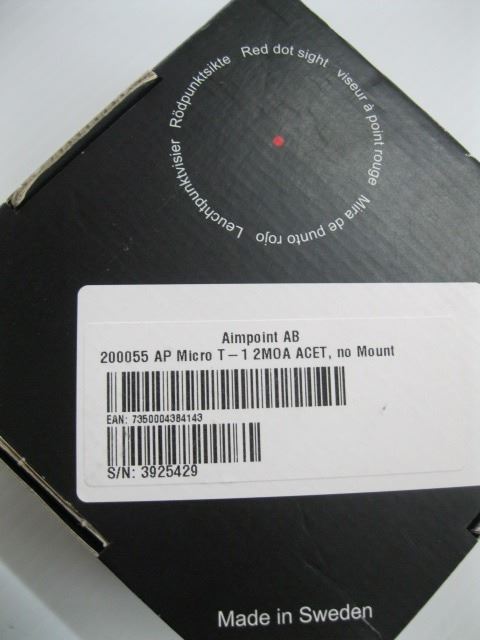 Red dot sight
viseur à point rouge
Mira de punto rojo
Leuchtpunktvisier
Rödpunktsikte
Aimpoint AB
200055 AP Micro T-1 2MOA ACET, no Mount
EAN: 7350004384143
S/N: 3925429
Made in Sweden